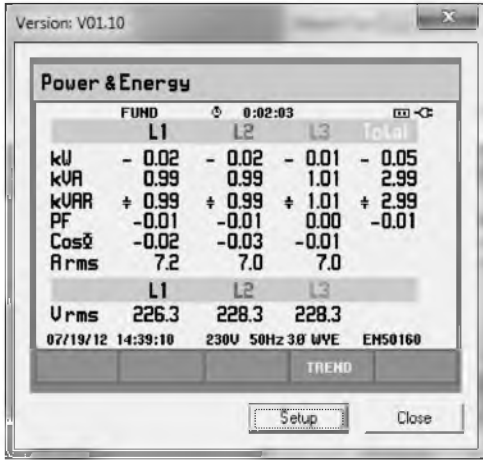 Version: V01.10
x
Power & Energy
FUND 0:02:03
L1 L2 L3 Total
kW - 0.02 - 0.02 - 0.01 - 0.05
kVA 0.99 0.99 1.01 2.99
kVAR ÷ 0.99 ÷ 0.99 ÷ 1.01 ÷ 2.99
PF -0.01 -0.01 0.00 -0.01
CosΦ -0.02 -0.03 -0.01
Arms 7.2 7.0 7.0
L1 L2 L3
Vrms 226.3 228.3 228.3
07/19/12 14:39:10 230V 50Hz 3Ø WYE EN50160
TREND
Setup Close